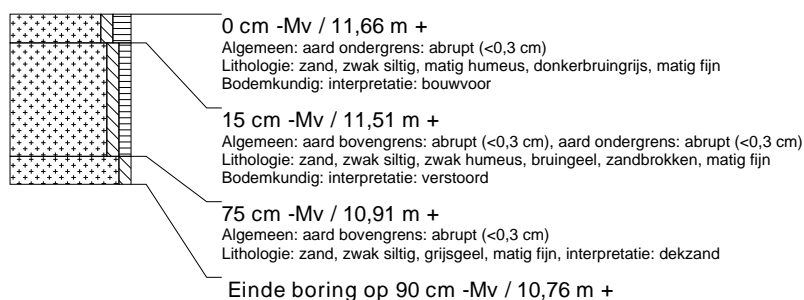 0 cm -Mv / 11,66 m +
Algemeen: aard ondergrens: abrupt (<0,3 cm)
Lithologie: zand, zwak siltig, matig humeus, donkerbruingrijs, matig fijn
Bodemkundig: interpretatie: bouwvoor
15 cm -Mv / 11,51 m +
Algemeen: aard bovengrens: abrupt (<0,3 cm), aard ondergrens: abrupt (<0,3 cm)
Lithologie: zand, zwak siltig, zwak humeus, bruingeel, zandbrokken, matig fijn
Bodemkundig: interpretatie: verstoord
75 cm -Mv / 10,91 m +
Algemeen: aard bovengrens: abrupt (<0,3 cm)
Lithologie: zand, zwak siltig, grijsgeel, matig fijn, interpretatie: dekzand
Einde boring op 90 cm -Mv / 10,76 m +